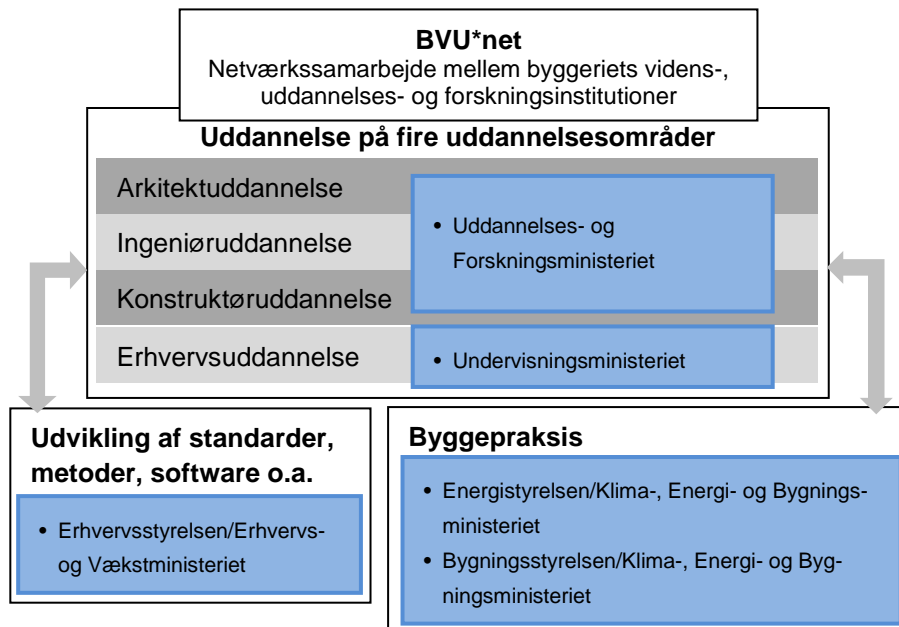 BVU*net
Netværkssamarbejde mellem byggeriets videns-,
uddannelses- og forskningsinstitutioner
Uddannelse på fire uddannelsesområder
Arkitektuddannelse
Ingeniøruddannelse
Konstruktøruddannelse
Erhvervsuddannelse
• Uddannelses- og
Forskningsministeriet
• Undervisningsministeriet
Udvikling af standarder,
metoder, software o.a.
• Erhvervsstyrelsen/Erhvervs-
og Vækstministeriet
Byggepraksis
• Energistyrelsen/Klima-, Energi- og Bygnings-
ministeriet
• Bygningsstyrelsen/Klima-, Energi- og Byg-
ningsministeriet